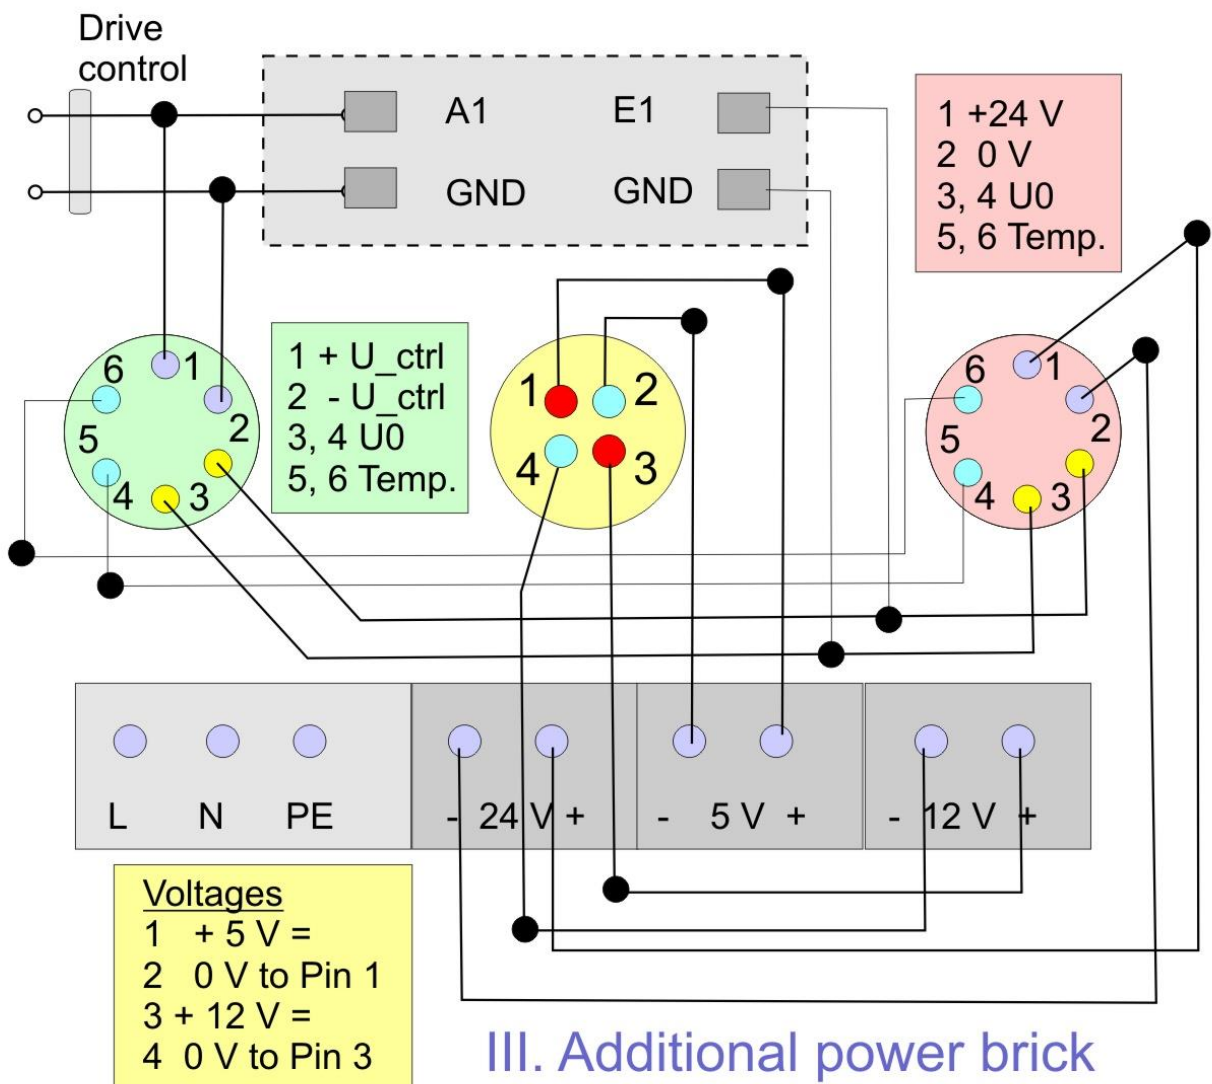 Drive
control
A1 E1
GND GND
1 +24 V
2 0 V
3, 4 U0
5, 6 Temp.
1 + U_ctrl
2 - U_ctrl
3, 4 U0
5, 6 Temp.
6 1
5 2
4 3
1 2
4 3
6 1
5 2
4 3
L N PE - 24 V + - 5 V + - 12 V +
Voltages
1 + 5 V =
2 0 V to Pin 1
3 + 12 V =
4 0 V to Pin 3
III. Additional power brick